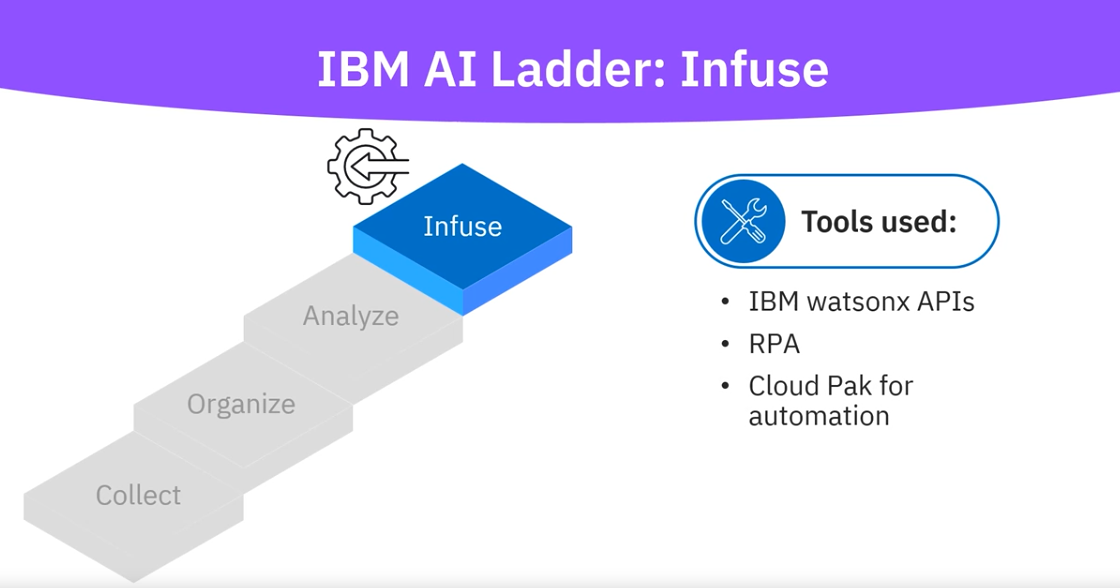 IBM AI Ladder: Infuse
Infuse
Analyze
Organize
Collect
Tools used:
• IBM watsonx APIs
• RPA
• Cloud Pak for
automation